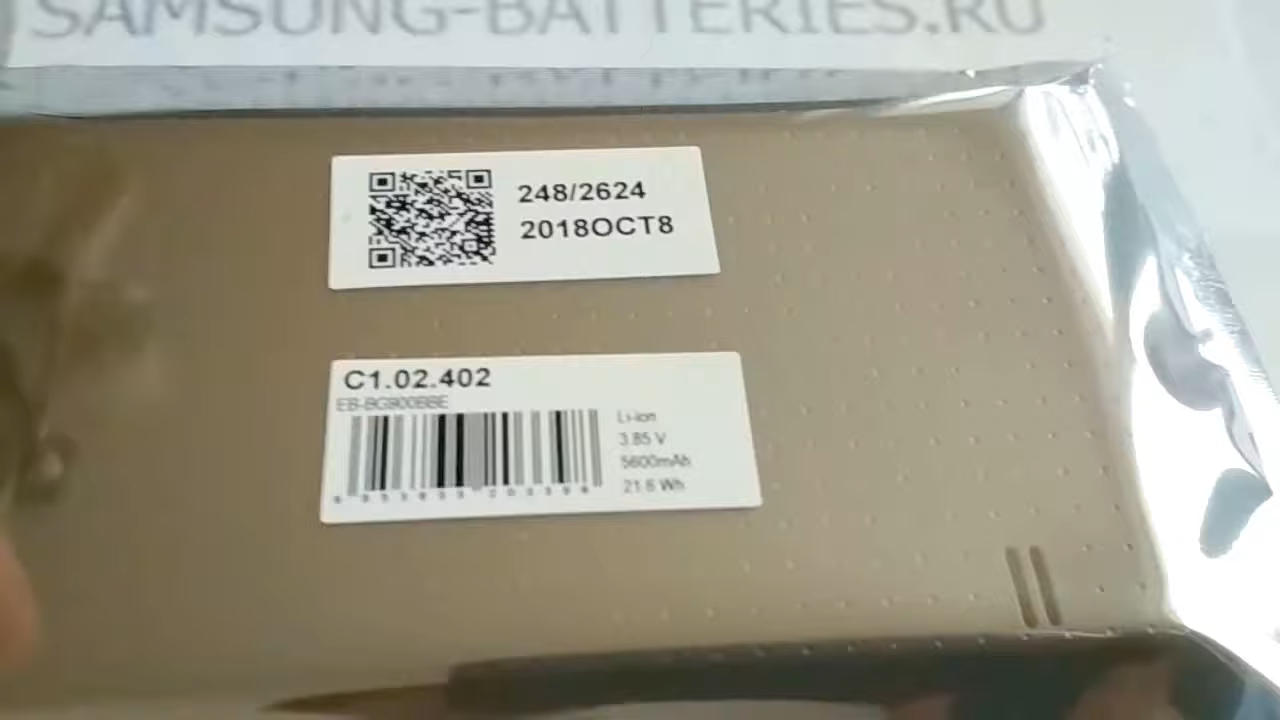 SAMSUNG-BATTERIES.RU
248/2624
2018OCT8
C1.02.402
EB-BG900BBE
Li-Ion
3.85 V
5600mAh
21.6 Wh